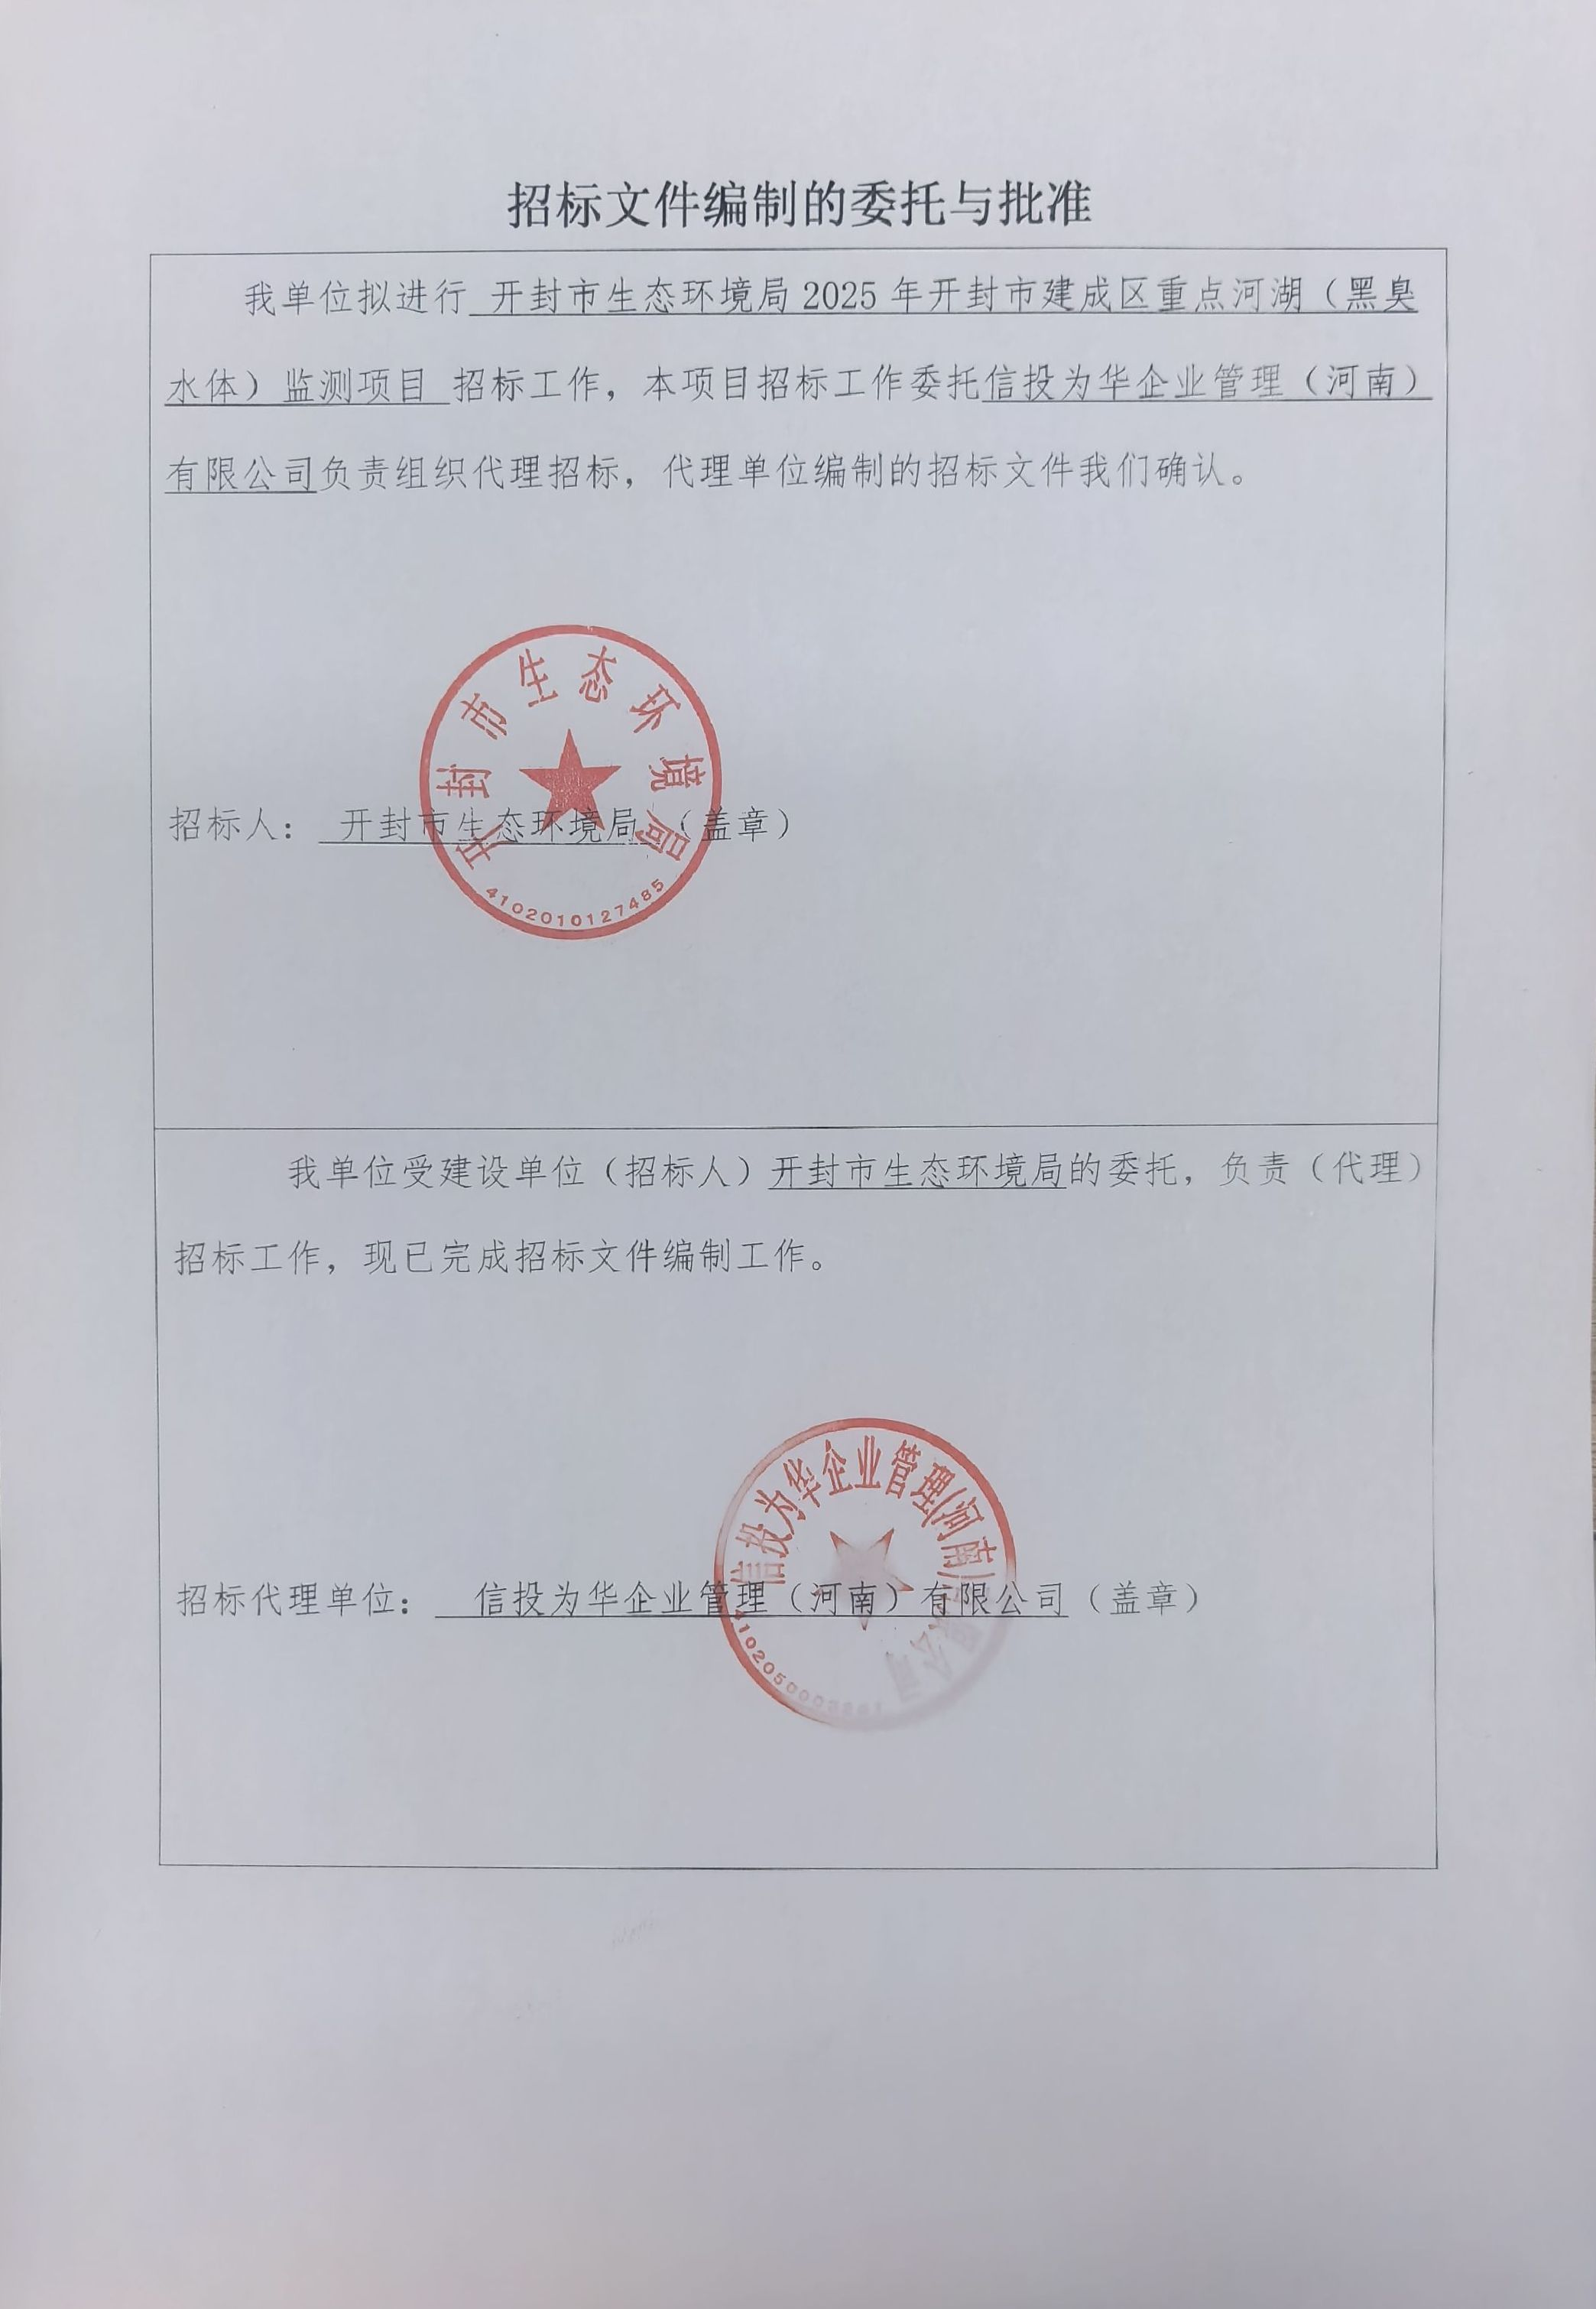 招标文件编制的委托与批准
我单位拟进行 开封市生态环境局 2025 年开封市建成区重点河湖（黑臭
水体）监测项目 招标工作，本项目招标工作委托信投为华企业管理（河南）
有限公司负责组织代理招标，代理单位编制的招标文件我们确认。
开封市生态环境局
招标人： 开封市生态环境局 （盖章）
4102010127485
我单位受建设单位（招标人）开封市生态环境局的委托，负责（代理）
招标工作，现已完成招标文件编制工作。
信投为华企业管理(河南)有限公司
招标代理单位： 信投为华企业管理（河南）有限公司（盖章）